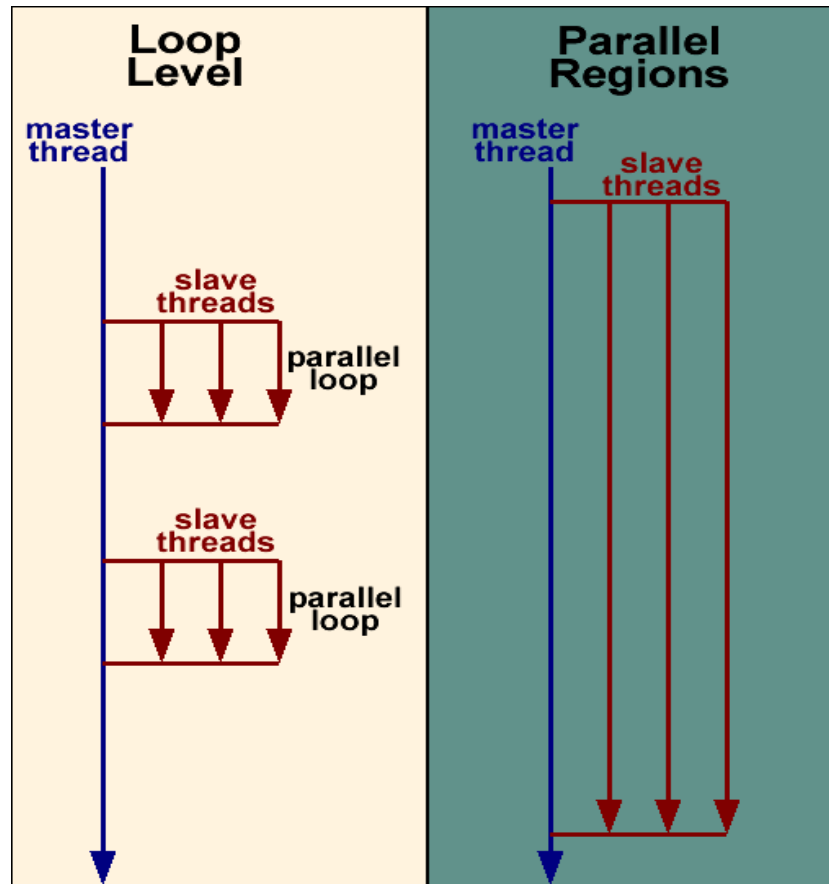 Loop
Level
master
thread
slave
threads
parallel
loop
slave
threads
parallel
loop
Parallel
Regions
master
thread
slave
threads